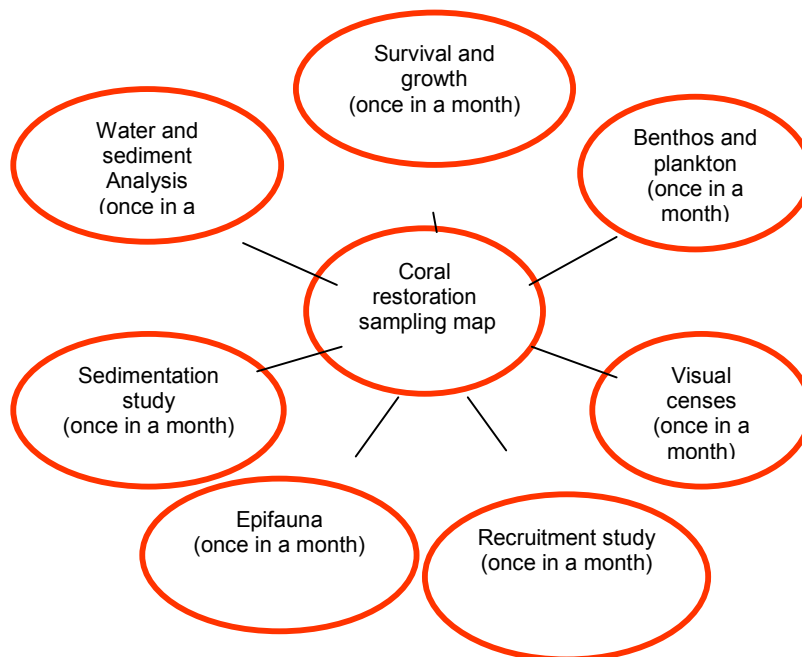 Survival and
growth
(once in a month)
Water and
sediment
Analysis
(once in a
Benthos and
plankton
(once in a
month)
Coral
restoration
sampling map
Sedimentation
study
(once in a month)
Visual
censes
(once in a
month)
Epifauna
(once in a month)
Recruitment study
(once in a month)